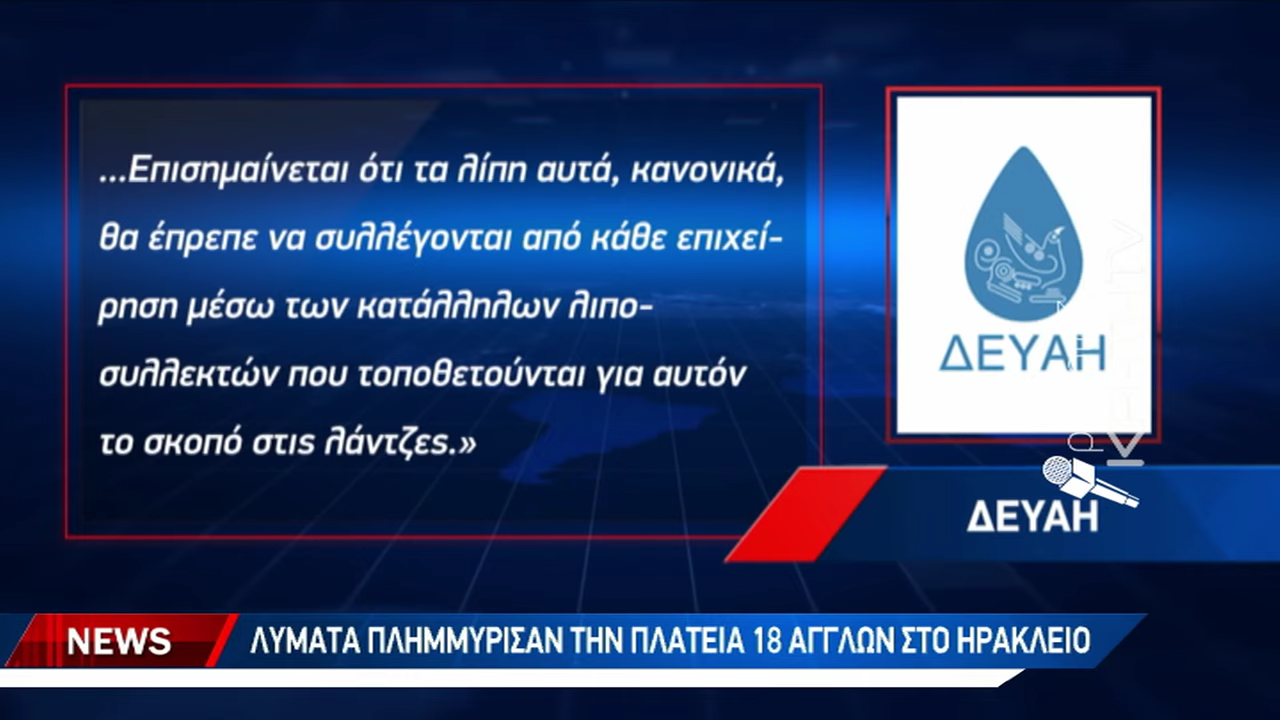 ...Επισημαίνεται ότι τα λίπη αυτά, κανονικά,
θα έπρεπε να συλλέγονται από κάθε επιχεί-
ρηση μέσω των κατάλληλων λιπο-
συλλεκτών που τοποθετούνται για αυτόν
το σκοπό στις λάντζες.»
ΔΕΥΑΗ
ΔΕΥΑΗ
NEWS
ΛΥΜΑΤΑ ΠΛΗΜΜΥΡΙΣΑΝ ΤΗΝ ΠΛΑΤΕΙΑ 18 ΑΓΓΛΩΝ ΣΤΟ ΗΡΑΚΛΕΙΟ